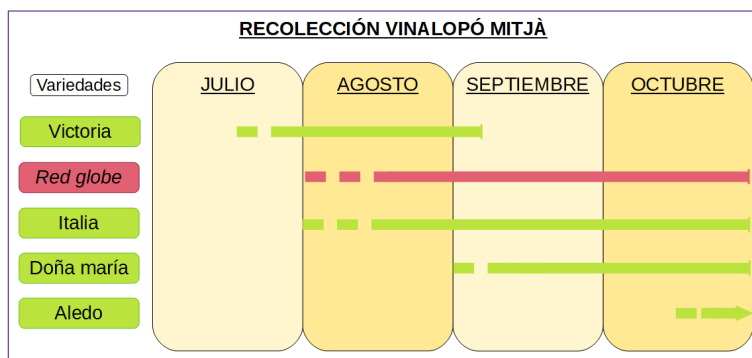 RECOLECCIÓN VINALOPÓ MITJÀ
Variedades
JULIO
AGOSTO
SEPTIEMBRE
OCTUBRE
Victoria
Red globe
Italia
Doña maría
Aledo